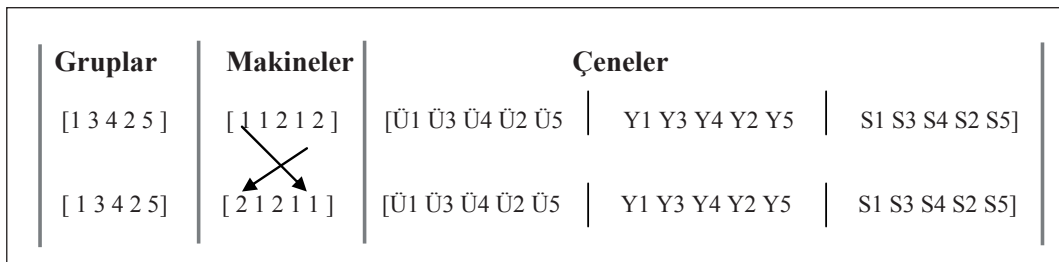 Gruplar Makineler Çeneler
[1 3 4 2 5 ] [ 1 1 2 1 2 ] [Ü1 Ü3 Ü4 Ü2 Ü5 Y1 Y3 Y4 Y2 Y5 S1 S3 S4 S2 S5]
[ 1 3 4 2 5] [ 2 1 2 1 1 ] [Ü1 Ü3 Ü4 Ü2 Ü5 Y1 Y3 Y4 Y2 Y5 S1 S3 S4 S2 S5]